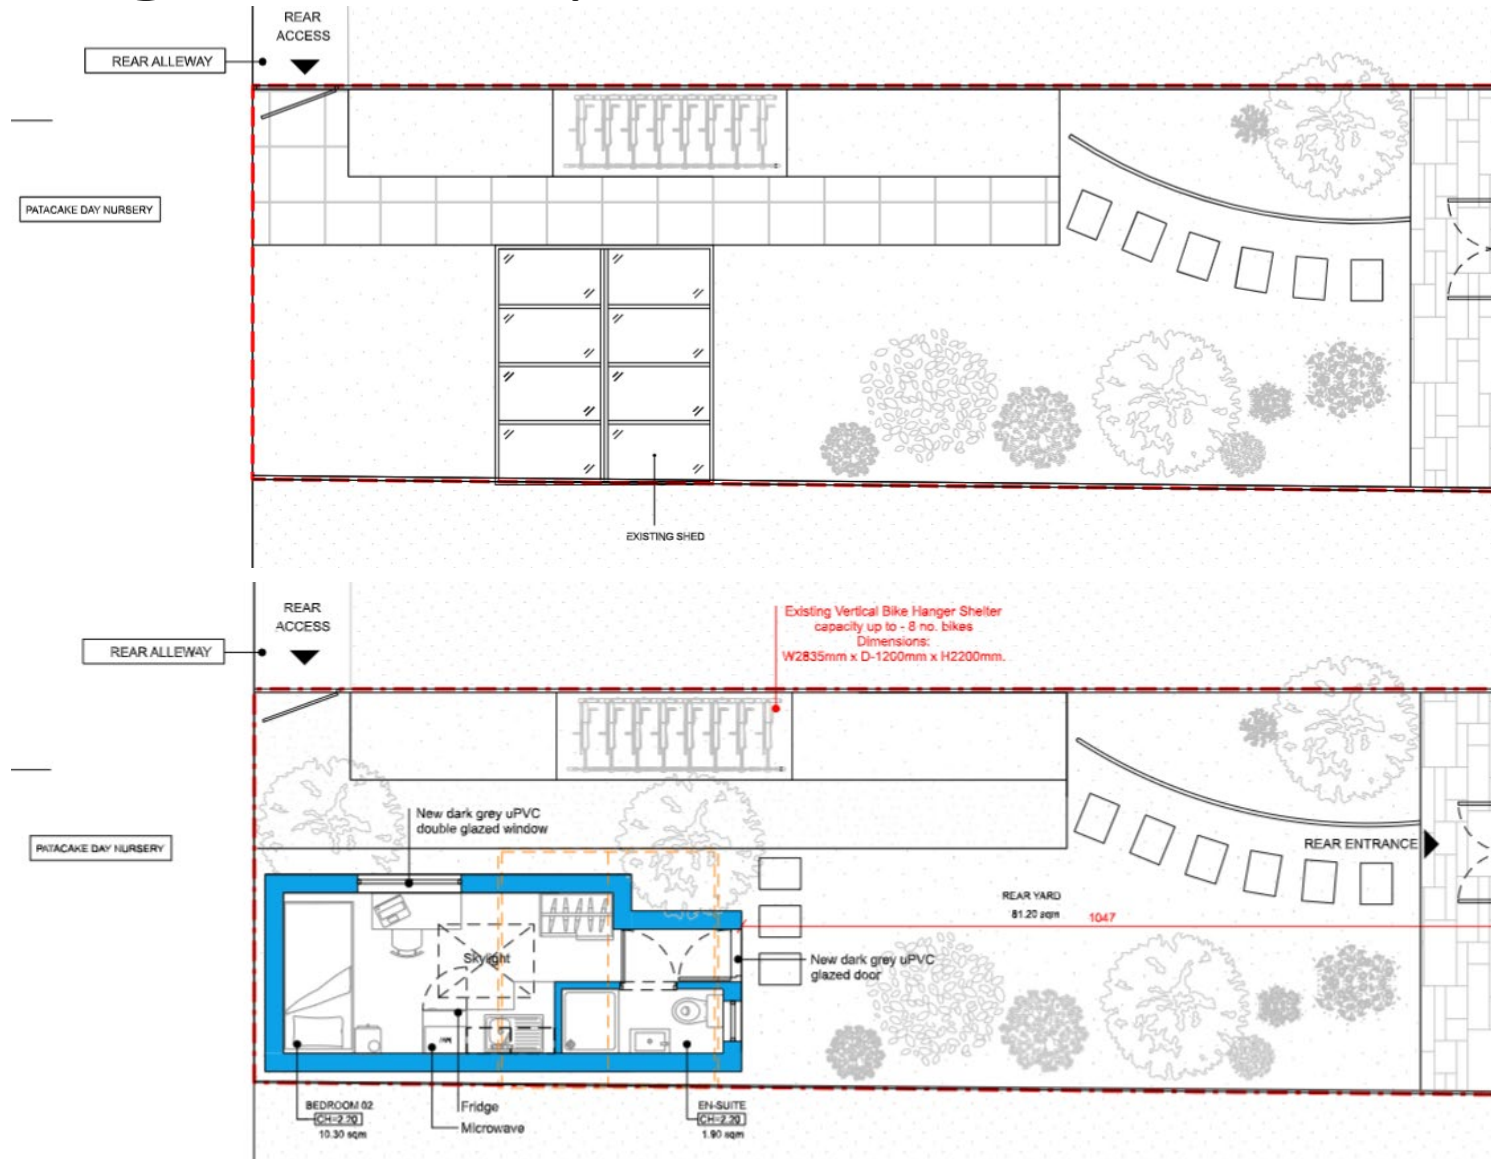 REAR
ACCESS
REAR ALLEWAY
PATACAKE DAY NURSERY
EXISTING SHED
REAR
ACCESS
REAR ALLEWAY
Existing Vertical Bike Hanger Shelter
capacity up to - 8 no. bikes
Dimensions:
W2835mm x D-1200mm x H2200mm.
New dark grey uPVC
double glazed window
PATACAKE DAY NURSERY
REAR ENTRANCE
REAR YARD
81.20 sqm
1047
Skylight
New dark grey uPVC
glazed door
BEDROOM 02
CH=2.20
10.30 sqm
Fridge
Microwave
EN-SUITE
CH=2.20
1.90 sqm